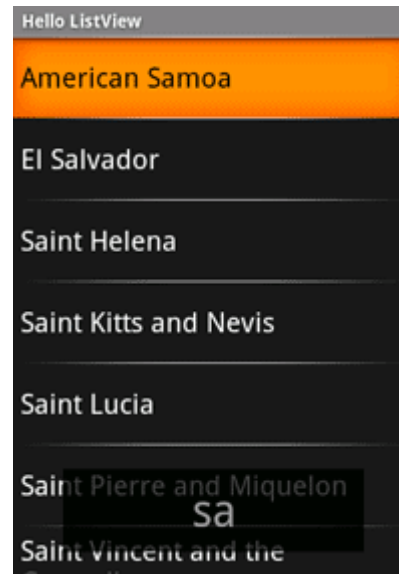 Hello ListView
American Samoa
El Salvador
Saint Helena
Saint Kitts and Nevis
Saint Lucia
Saint Pierre and Miquelon
sa
Saint Vincent and the